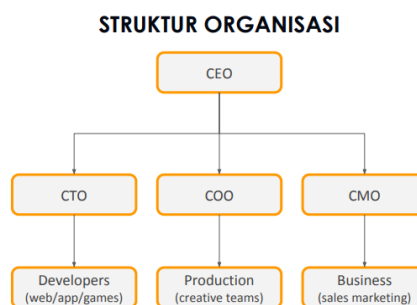 STRUKTUR ORGANISASI
CEO
CTO
COO
CMO
Developers
(web/app/games)
Production
(creative teams)
Business
(sales marketing)